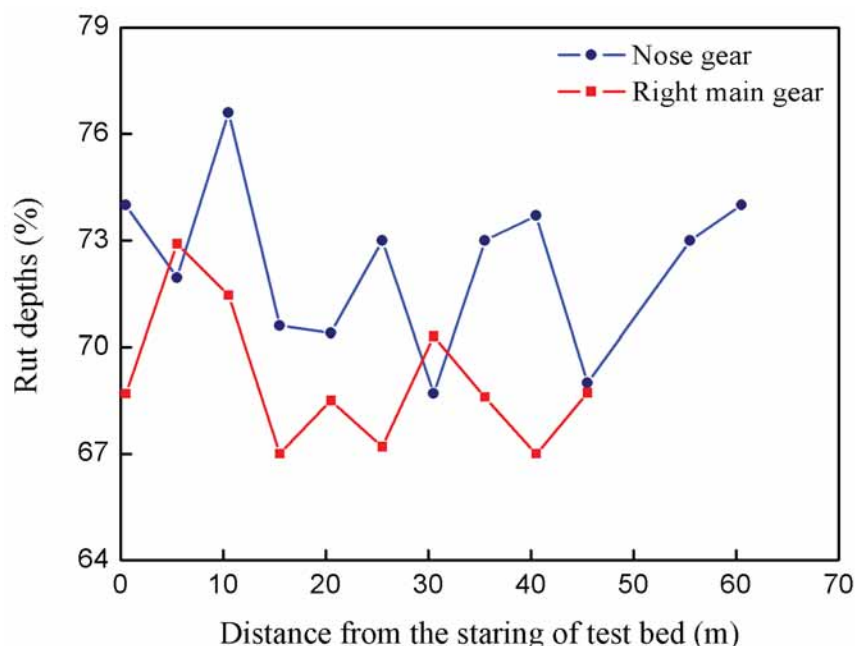 79
76
73
70
67
64
Rut depths (%)
Nose gear
Right main gear
0 10 20 30 40 50 60 70
Distance from the staring of test bed (m)